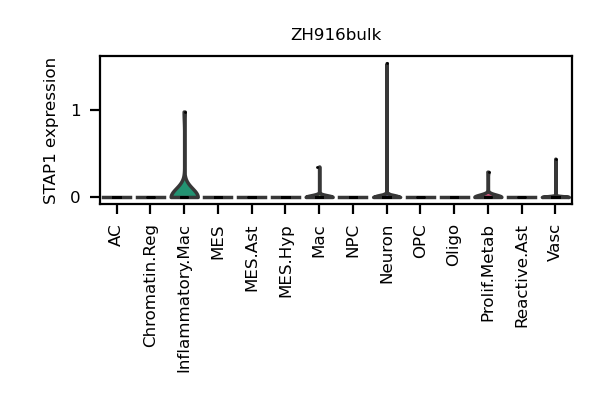 ZH916bulk
STAP1 expression
1
0
AC
Chromatin.Reg
Inflammatory.Mac
MES
MES.Ast
MES.Hyp
Mac
NPC
Neuron
OPC
Oligo
Prolif.Metab
Reactive.Ast
Vasc